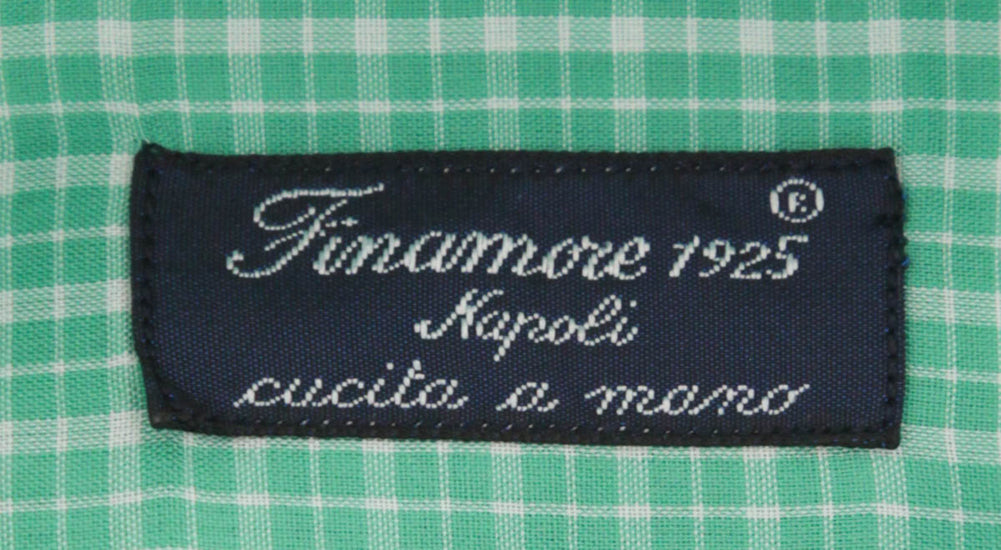 Finamore 1925 ®
Napoli
cucita a mano